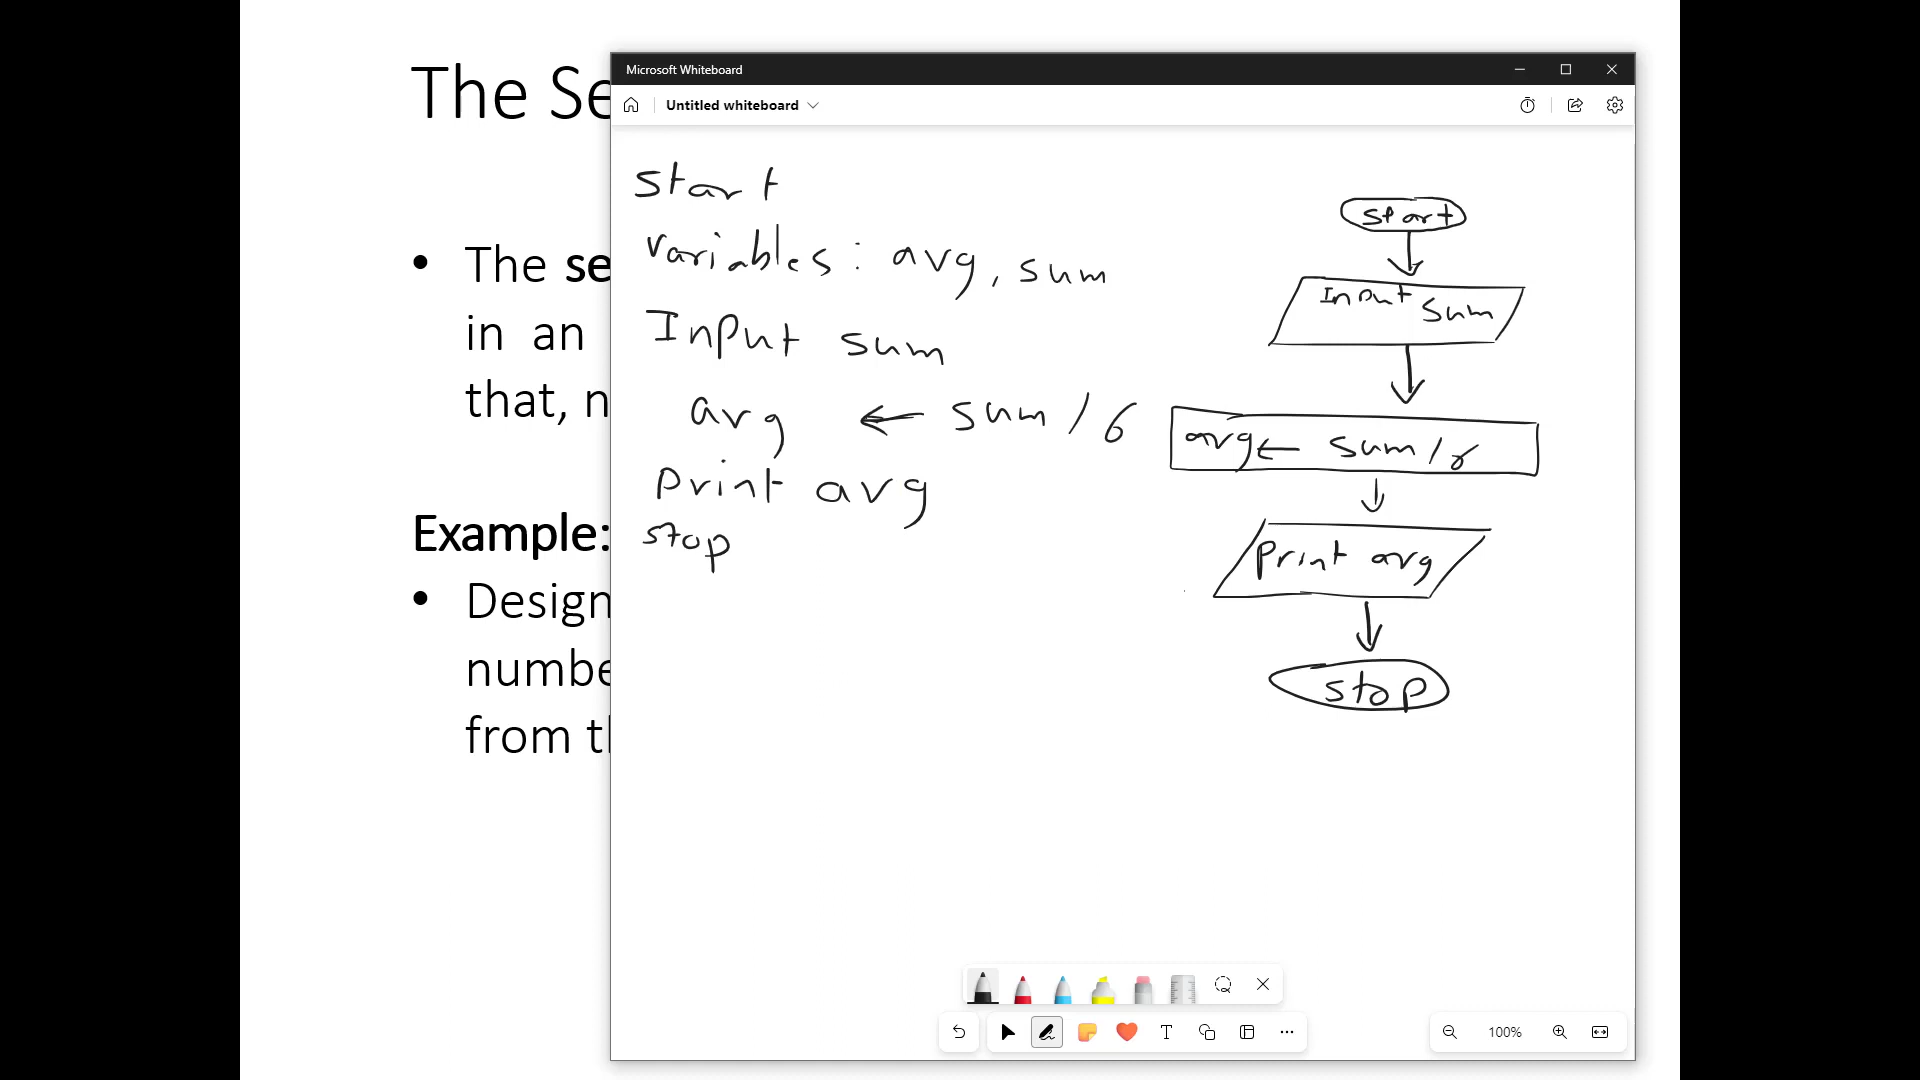 The Se
• The se
in an
that, n
Example:
• Design
numbe
from th
Microsoft Whiteboard
Untitled whiteboard
start
variables : avg, sum
Input sum
avg ← sum / 6
print avg
stop
start
Input sum
avg ← sum / 6
print avg
stop
100%